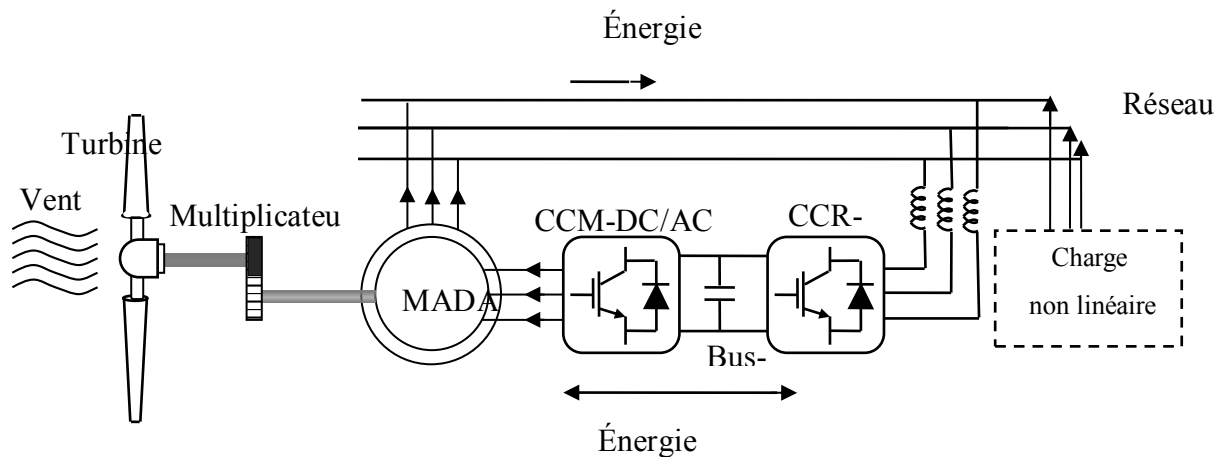 Énergie
Réseau
Turbine
Vent
Multiplicateu
CCM-DC/AC
CCR-
Charge
non linéaire
MADA
Bus-
Énergie